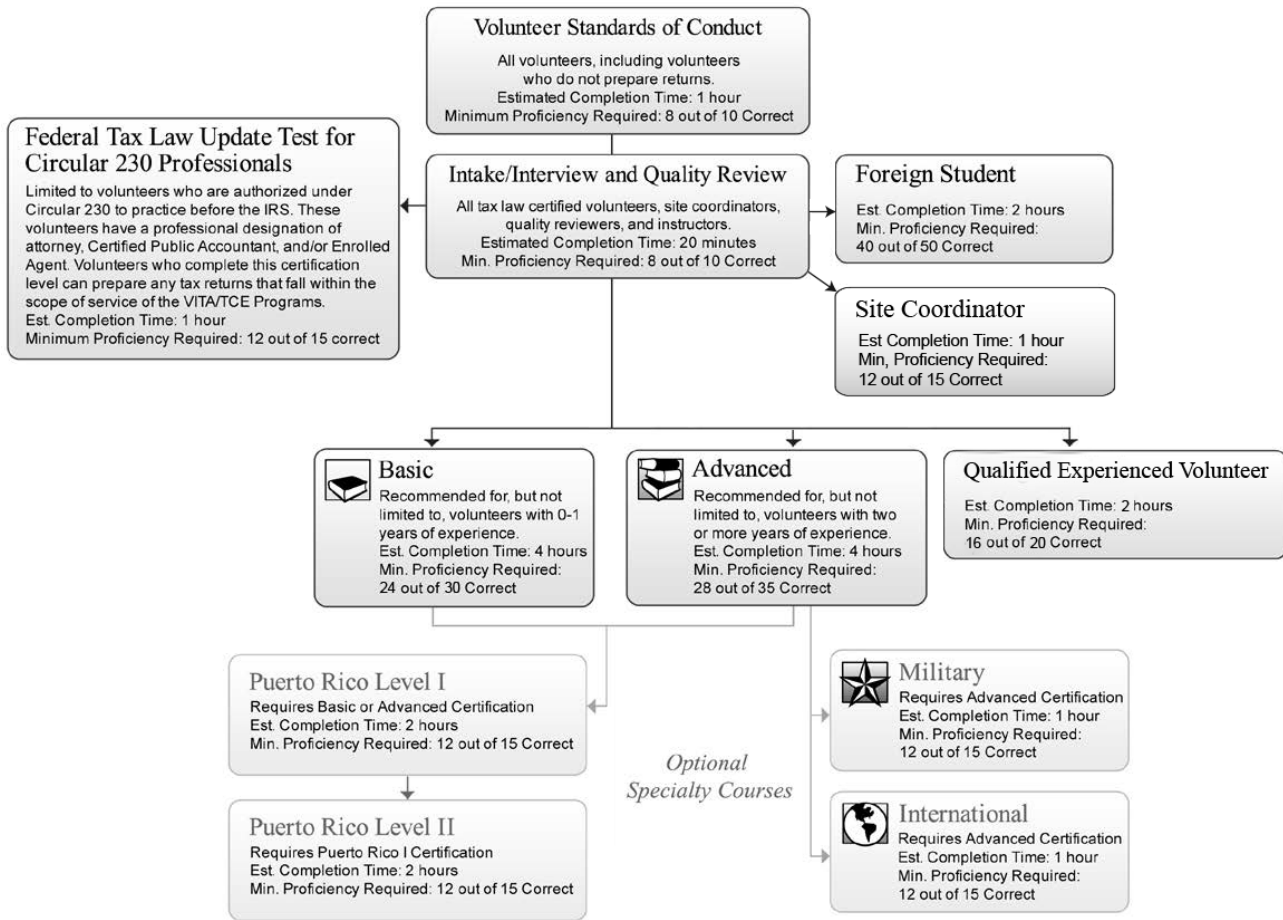 Volunteer Standards of Conduct
All volunteers, including volunteers
who do not prepare returns.
Estimated Completion Time: 1 hour
Minimum Proficiency Required: 8 out of 10 Correct
Federal Tax Law Update Test for
Circular 230 Professionals
Limited to volunteers who are authorized under
Circular 230 to practice before the IRS. These
volunteers have a professional designation of
attorney, Certified Public Accountant, and/or Enrolled
Agent. Volunteers who complete this certification
level can prepare any tax returns that fall within the
scope of service of the VITA/TCE Programs.
Est. Completion Time: 1 hour
Minimum Proficiency Required: 12 out of 15 correct
Intake/Interview and Quality Review
All tax law certified volunteers, site coordinators,
quality reviewers, and instructors.
Estimated Completion Time: 20 minutes
Min. Proficiency Required: 8 out of 10 Correct
Foreign Student
Est. Completion Time: 2 hours
Min. Proficiency Required:
40 out of 50 Correct
Site Coordinator
Est Completion Time: 1 hour
Min, Proficiency Required:
12 out of 15 Correct
Basic
Recommended for, but not
limited to, volunteers with 0-1
years of experience.
Est. Completion Time: 4 hours
Min. Proficiency Required:
24 out of 30 Correct
Advanced
Recommended for, but not
limited to, volunteers with two
or more years of experience.
Est. Completion Time: 4 hours
Min. Proficiency Required:
28 out of 35 Correct
Qualified Experienced Volunteer
Est. Completion Time: 2 hours
Min. Proficiency Required:
16 out of 20 Correct
Puerto Rico Level I
Requires Basic or Advanced Certification
Est. Completion Time: 2 hours
Min. Proficiency Required: 12 out of 15 Correct
Puerto Rico Level II
Requires Puerto Rico I Certification
Est. Completion Time: 2 hours
Min. Proficiency Required: 12 out of 15 Correct
Optional
Specialty Courses
Military
Requires Advanced Certification
Est. Completion Time: 1 hour
Min. Proficiency Required:
12 out of 15 Correct
International
Requires Advanced Certification
Est. Completion Time: 1 hour
Min. Proficiency Required:
12 out of 15 Correct